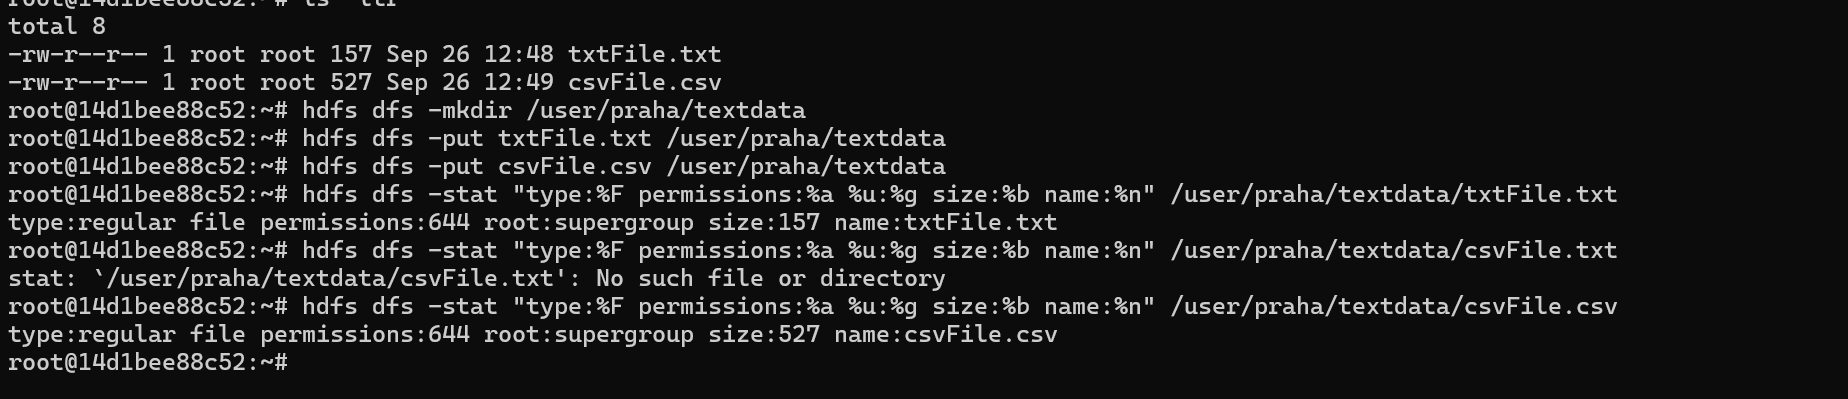 total 8
-rw-r--r-- 1 root root 157 Sep 26 12:48 txtFile.txt
-rw-r--r-- 1 root root 527 Sep 26 12:49 csvFile.csv
root@14d1bee88c52:~# hdfs dfs -mkdir /user/praha/textdata
root@14d1bee88c52:~# hdfs dfs -put txtFile.txt /user/praha/textdata
root@14d1bee88c52:~# hdfs dfs -put csvFile.csv /user/praha/textdata
root@14d1bee88c52:~# hdfs dfs -stat "type:%F permissions:%a %u:%g size:%b name:%n" /user/praha/textdata/txtFile.txt
type:regular file permissions:644 root:supergroup size:157 name:txtFile.txt
root@14d1bee88c52:~# hdfs dfs -stat "type:%F permissions:%a %u:%g size:%b name:%n" /user/praha/textdata/csvFile.txt
stat: `/user/praha/textdata/csvFile.txt': No such file or directory
root@14d1bee88c52:~# hdfs dfs -stat "type:%F permissions:%a %u:%g size:%b name:%n" /user/praha/textdata/csvFile.csv
type:regular file permissions:644 root:supergroup size:527 name:csvFile.csv
root@14d1bee88c52:~#